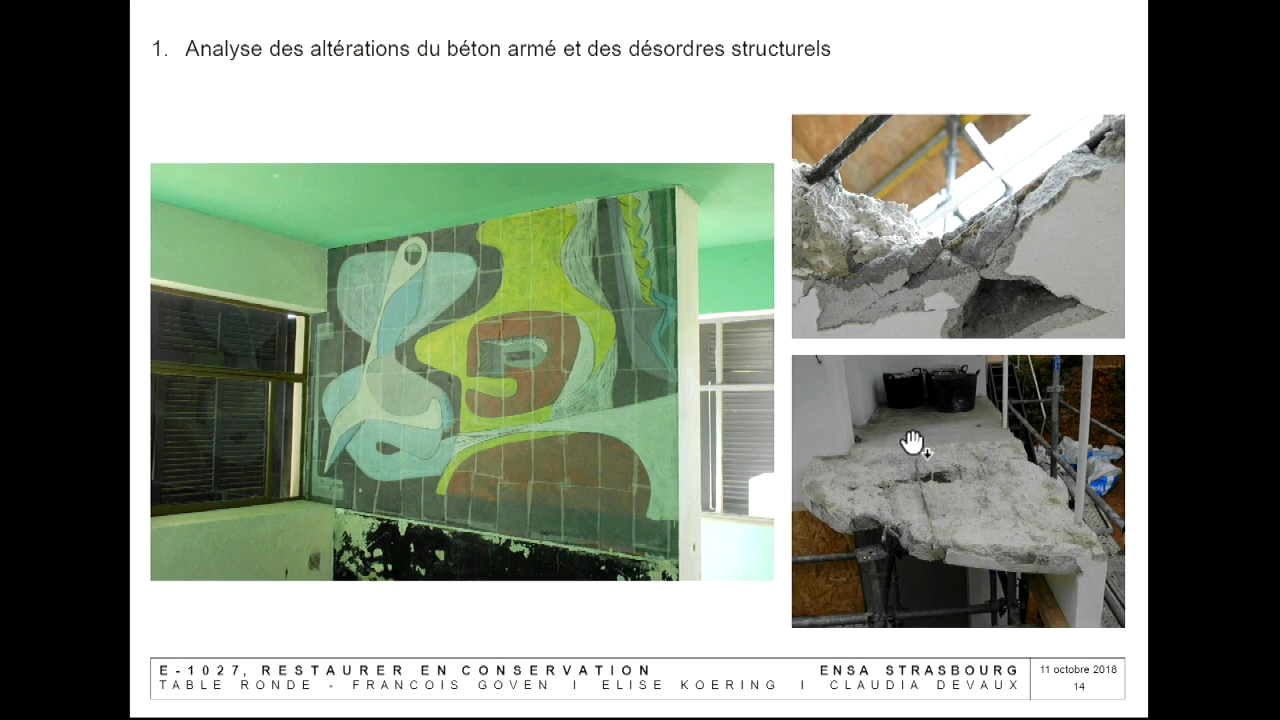 1. Analyse des altérations du béton armé et des désordres structurels
E-1027, RESTAURER EN CONSERVATION
ENSA STRASBOURG
TABLE RONDE - FRANCOIS GOVEN I ELISE KOERING I CLAUDIA DEVAUX
11 octobre 2018
14